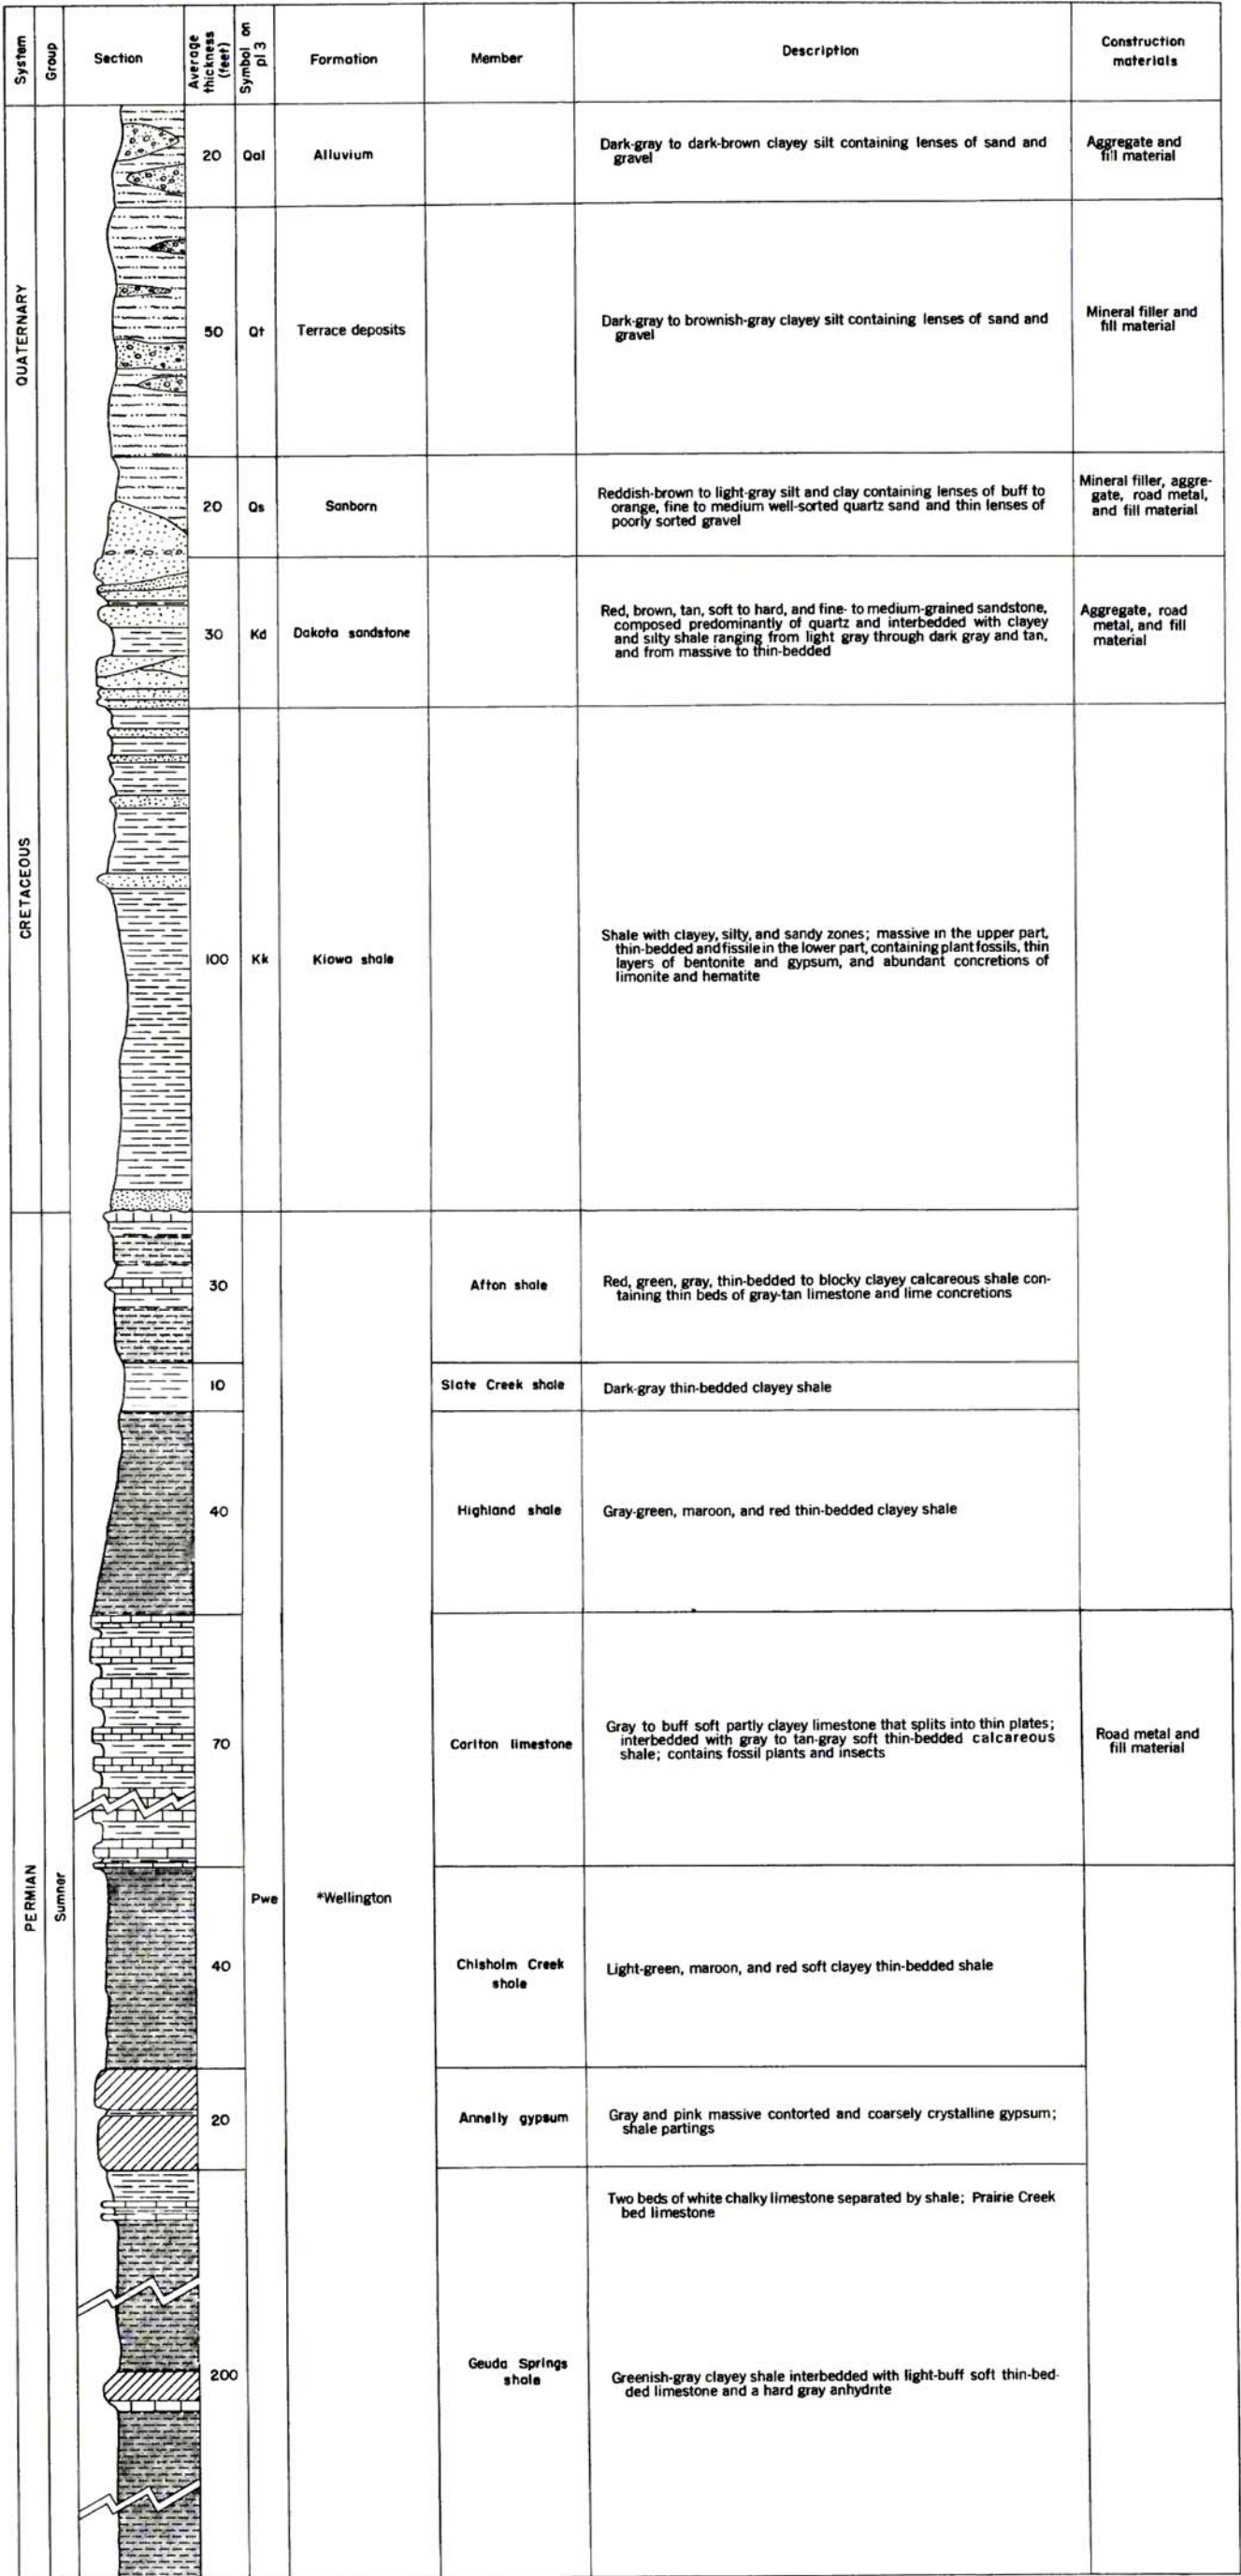 System
Group
Section
Average
thickness
(feet)
Symbol on
pl 3
Formation
Member
Description
Construction
materials
QUATERNARY
20
Qal
Alluvium
Dark-gray to dark-brown clayey silt containing lenses of sand and
gravel
Aggregate and
fill material
50
Qt
Terrace deposits
Dark-gray to brownish-gray clayey silt containing lenses of sand and
gravel
Mineral filler and
fill material
20
Qs
Sanborn
Reddish-brown to light-gray silt and clay containing lenses of buff to
orange, fine to medium well-sorted quartz sand and thin lenses of
poorly sorted gravel
Mineral filler, aggre-
gate, road metal,
and fill material
CRETACEOUS
30
Kd
Dakota sandstone
Red, brown, tan, soft to hard, and fine- to medium-grained sandstone,
composed predominantly of quartz and interbedded with clayey
and silty shale ranging from light gray through dark gray and tan,
and from massive to thin-bedded
Aggregate, road
metal, and fill
material
100
Kk
Kiowa shale
Shale with clayey, silty, and sandy zones; massive in the upper part,
thin-bedded and fissile in the lower part, containing plant fossils, thin
layers of bentonite and gypsum, and abundant concretions of
limonite and hematite
PERMIAN
Sumner
Pwe
*Wellington
30
Afton shale
Red, green, gray, thin-bedded to blocky clayey calcareous shale con-
taining thin beds of gray-tan limestone and lime concretions
10
Slate Creek shale
Dark-gray thin-bedded clayey shale
40
Highland shale
Gray-green, maroon, and red thin-bedded clayey shale
70
Carlton limestone
Gray to buff soft partly clayey limestone that splits into thin plates;
interbedded with gray to tan-gray soft thin-bedded calcareous
shale; contains fossil plants and insects
Road metal and
fill material
40
Chisholm Creek
shale
Light-green, maroon, and red soft clayey thin-bedded shale
20
Annelly gypsum
Gray and pink massive contorted and coarsely crystalline gypsum;
shale partings
200
Geuda Springs
shale
Two beds of white chalky limestone separated by shale; Prairie Creek
bed limestone
Greenish-gray clayey shale interbedded with light-buff soft thin-bed-
ded limestone and a hard gray anhydrite